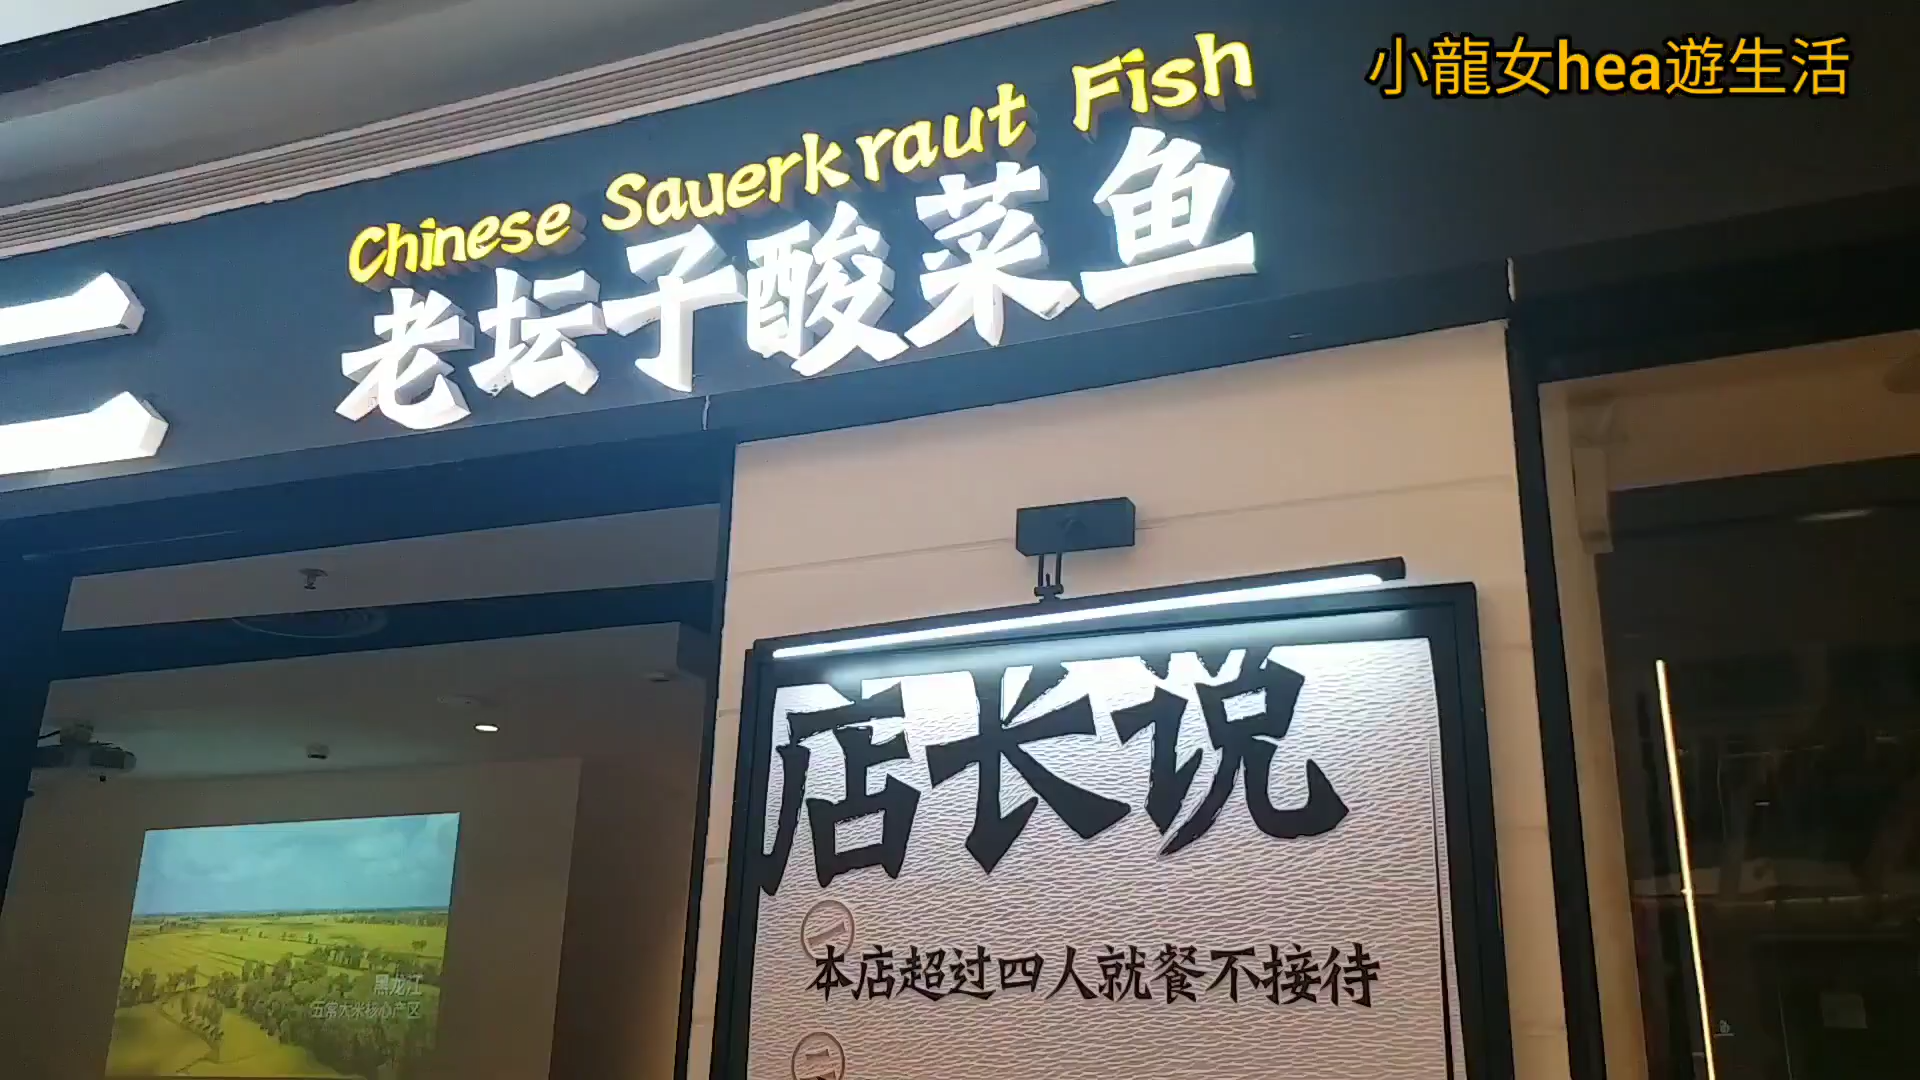 小龍女hea遊生活
Chinese Sauerkraut Fish
二 老坛子酸菜鱼
店长说
一
本店超过四人就餐不接待
黑龙江
五常大米核心产区